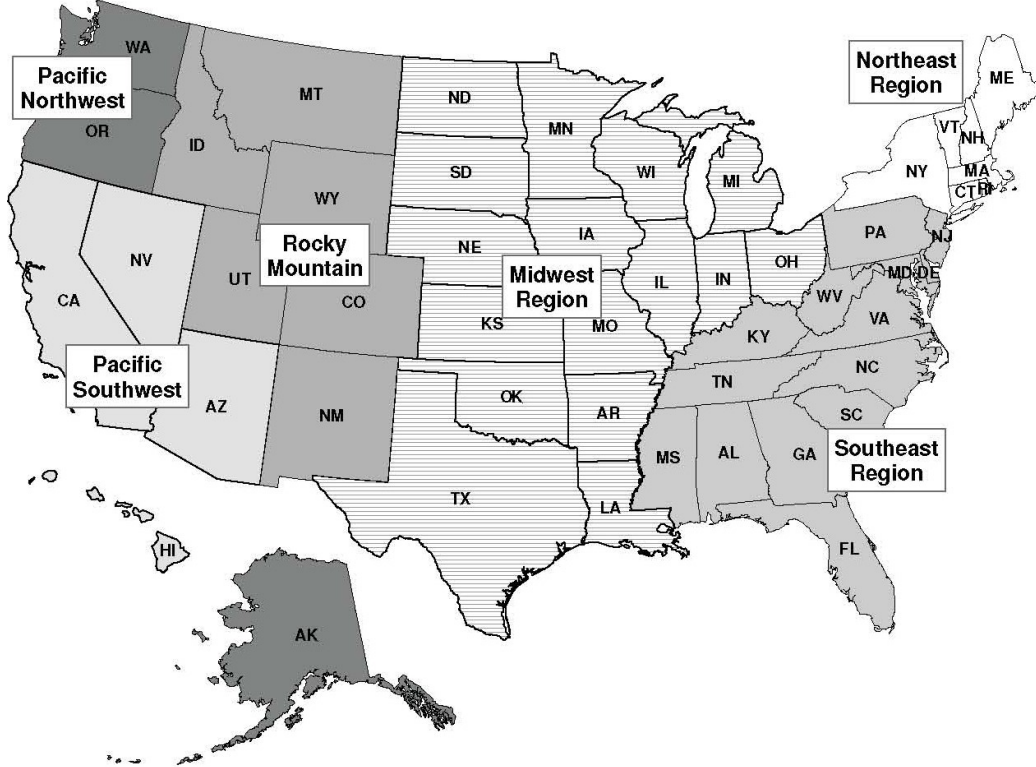 WA
Pacific
Northwest
OR
MT
ID
WY
ND
SD
NE
KS
OK
TX
MN
WI
MI
IA
IL
IN
OH
MO
AR
LA
Midwest
Region
Northeast
Region
ME
VT
NH
NY
MA
CT
RI
PA
NJ
MD
DE
WV
VA
KY
NC
TN
SC
MS
AL
GA
FL
Southeast
Region
Rocky
Mountain
UT
CO
NM
NV
CA
AZ
Pacific
Southwest
HI
AK